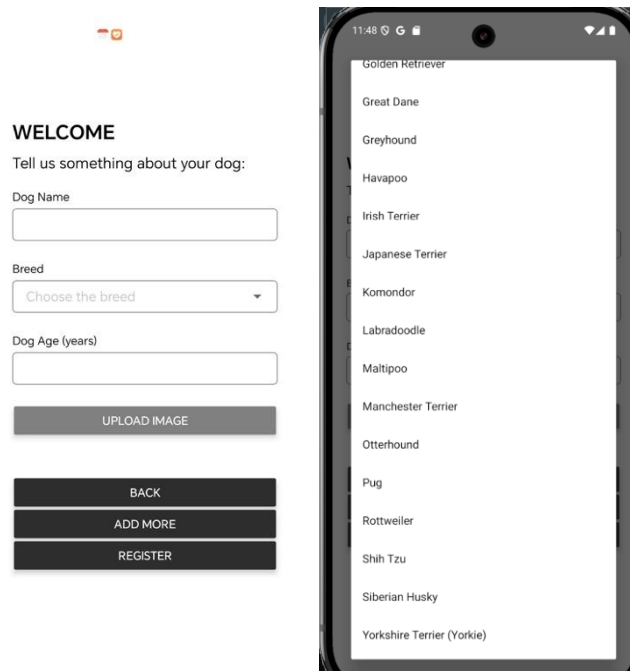 WELCOME
Tell us something about your dog:
Dog Name
Breed
Choose the breed
Dog Age (years)
UPLOAD IMAGE
BACK
ADD MORE
REGISTER
11:48 G
Golden Retriever
Great Dane
Greyhound
Havapoo
Irish Terrier
Japanese Terrier
Komondor
Labradoodle
Maltipoo
Manchester Terrier
Otterhound
Pug
Rottweiler
Shih Tzu
Siberian Husky
Yorkshire Terrier (Yorkie)